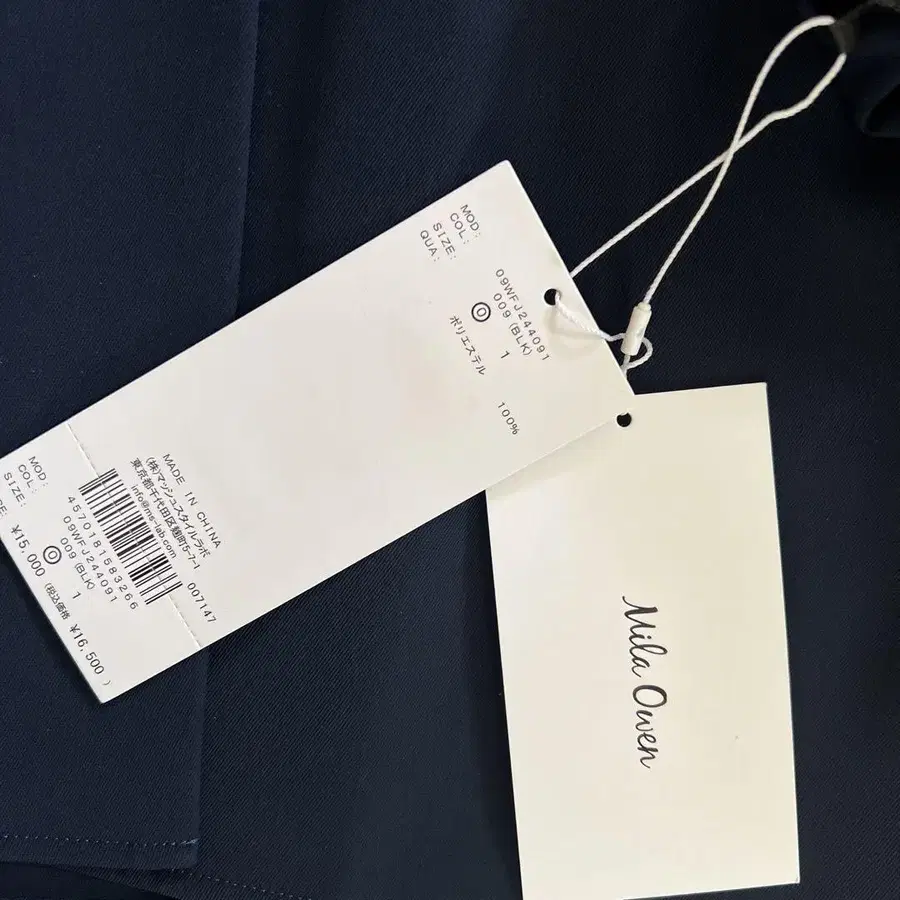 MOD:
COL:
SIZE:
QUA:
09WFJ244091
009(BLK)
0 1
ポリエステル 100%
MADE IN CHINA
(株)マッシュスタイルラボ
東京都千代田区麹町5-7-1
info@ms-lab.com 007147
4570181583266
MOD: 09WFJ244091
COL: 009(BLK)
SIZE: 0 1
¥15,000 (税込価格 ¥16,500 )
Mila Owen